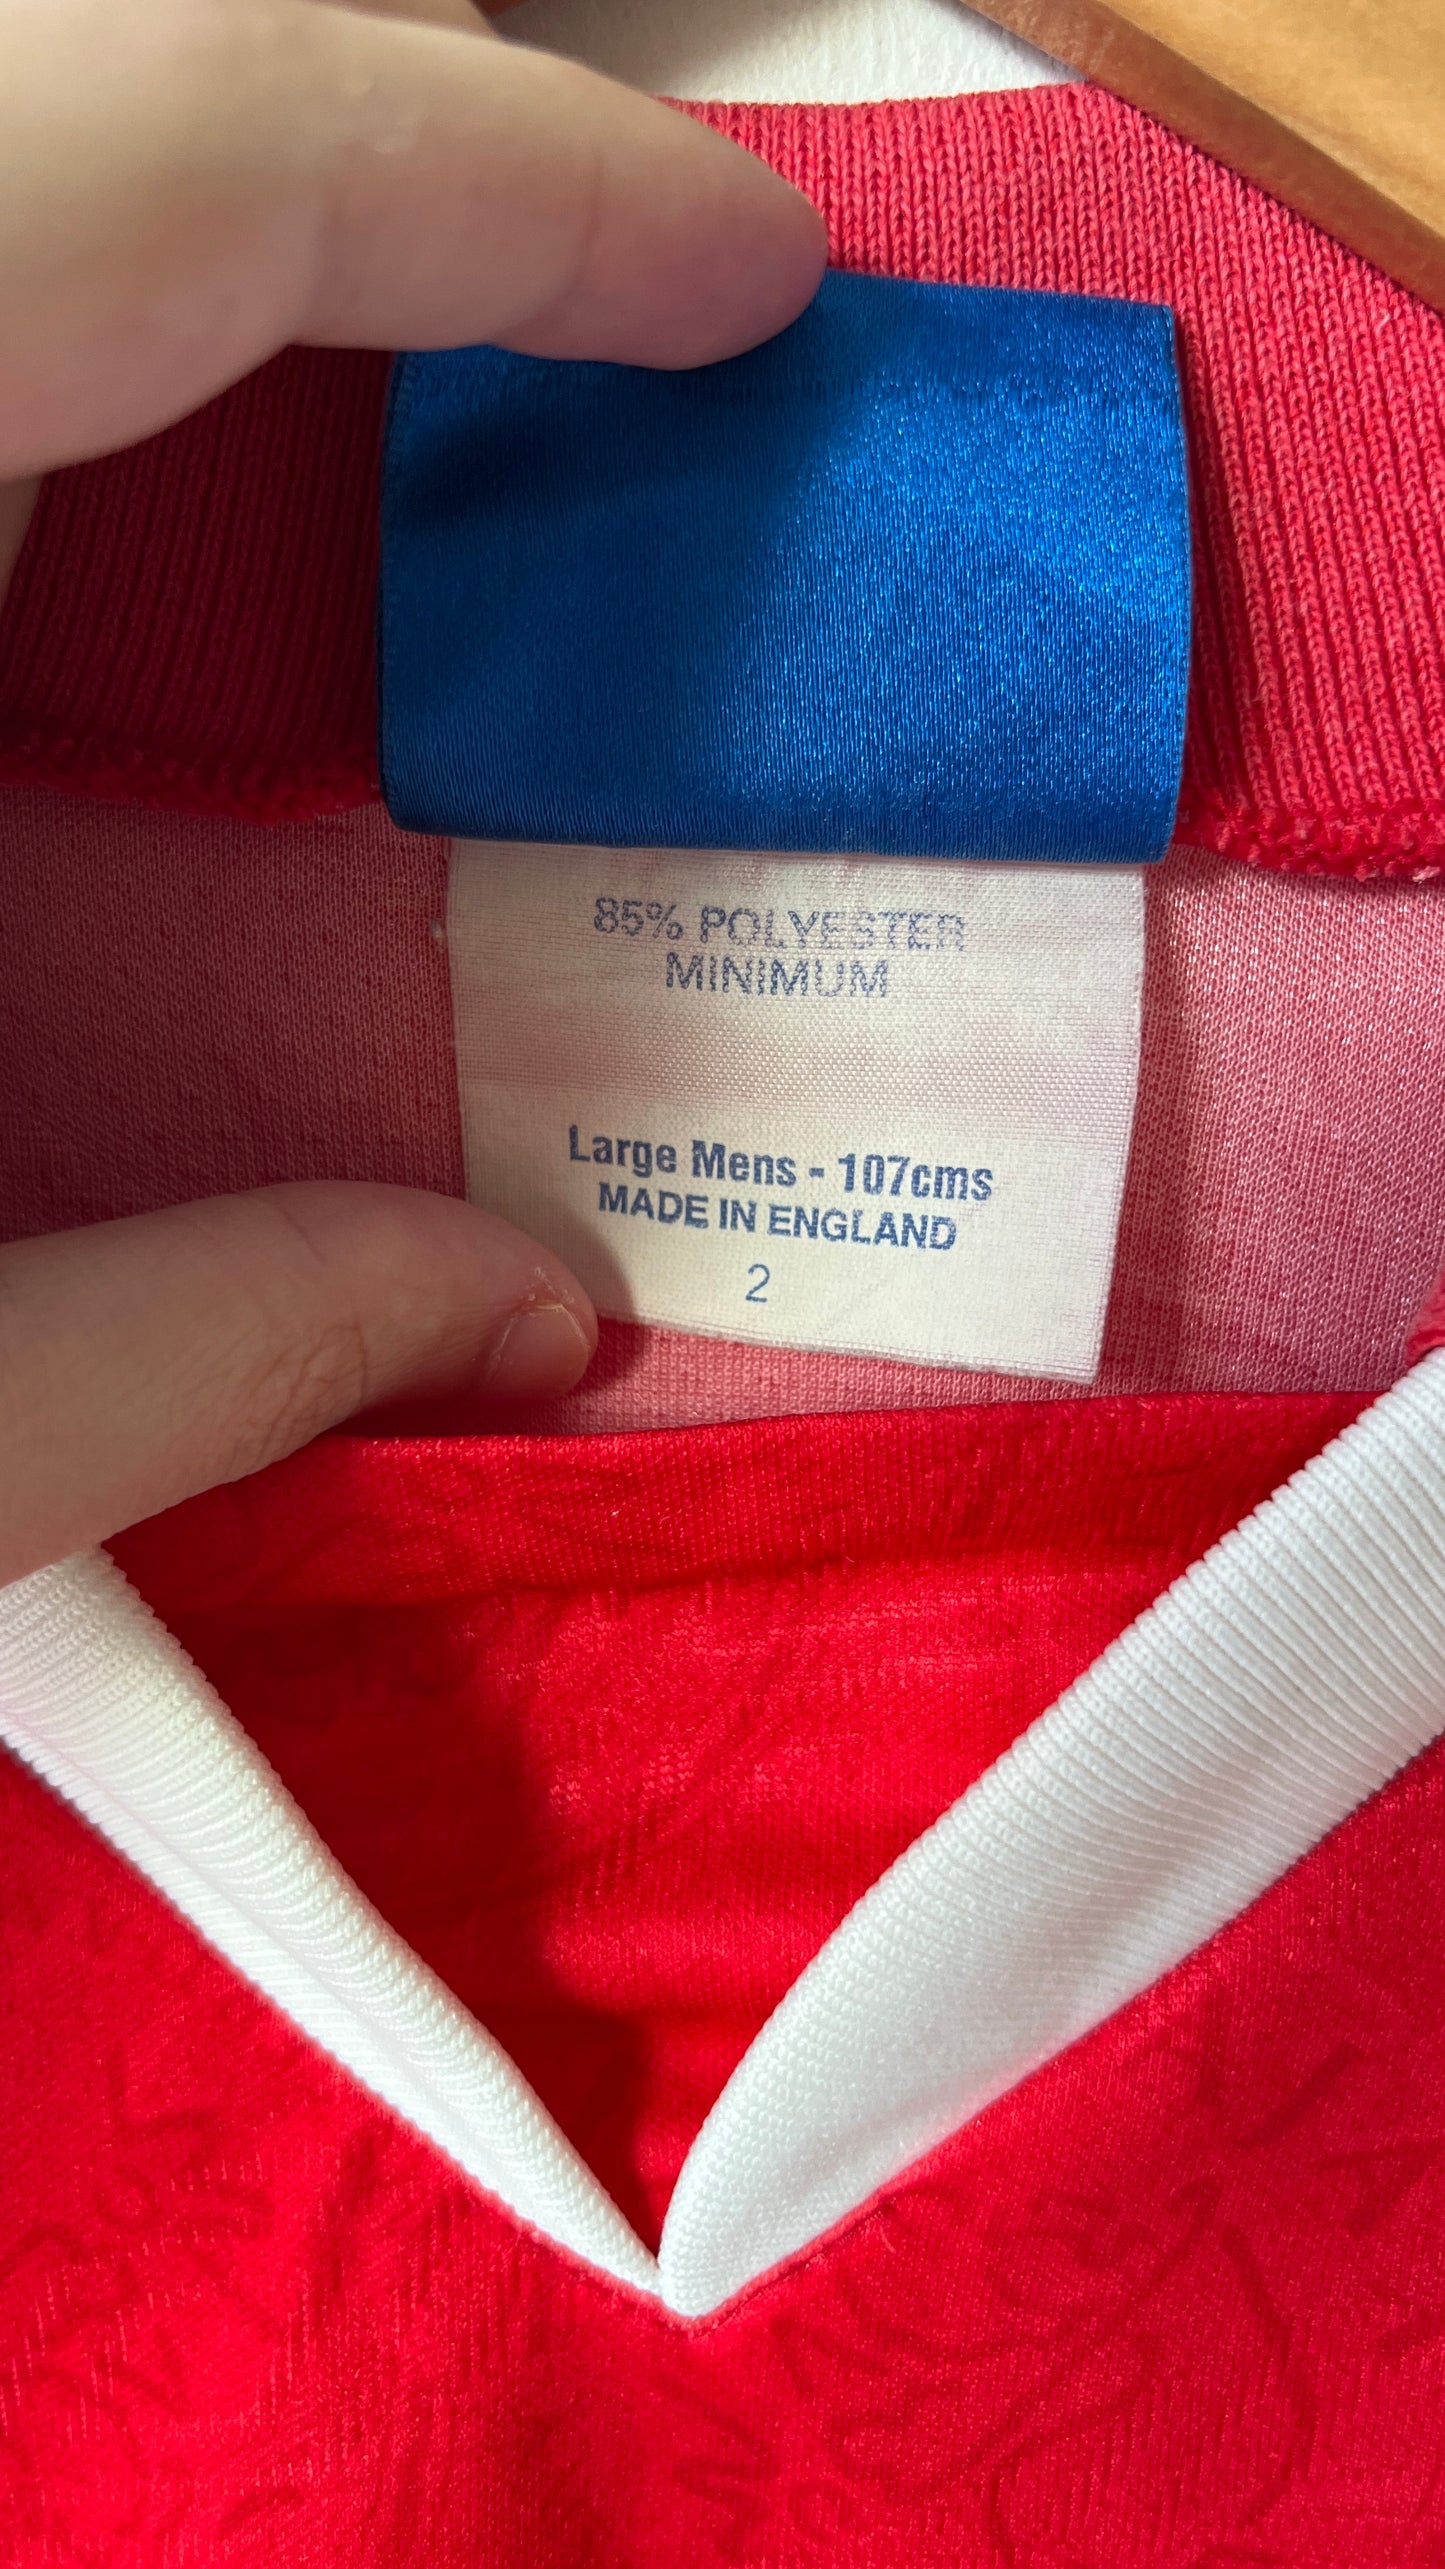 85% POLYESTER
MINIMUM
Large Mens - 107cms
MADE IN ENGLAND
2